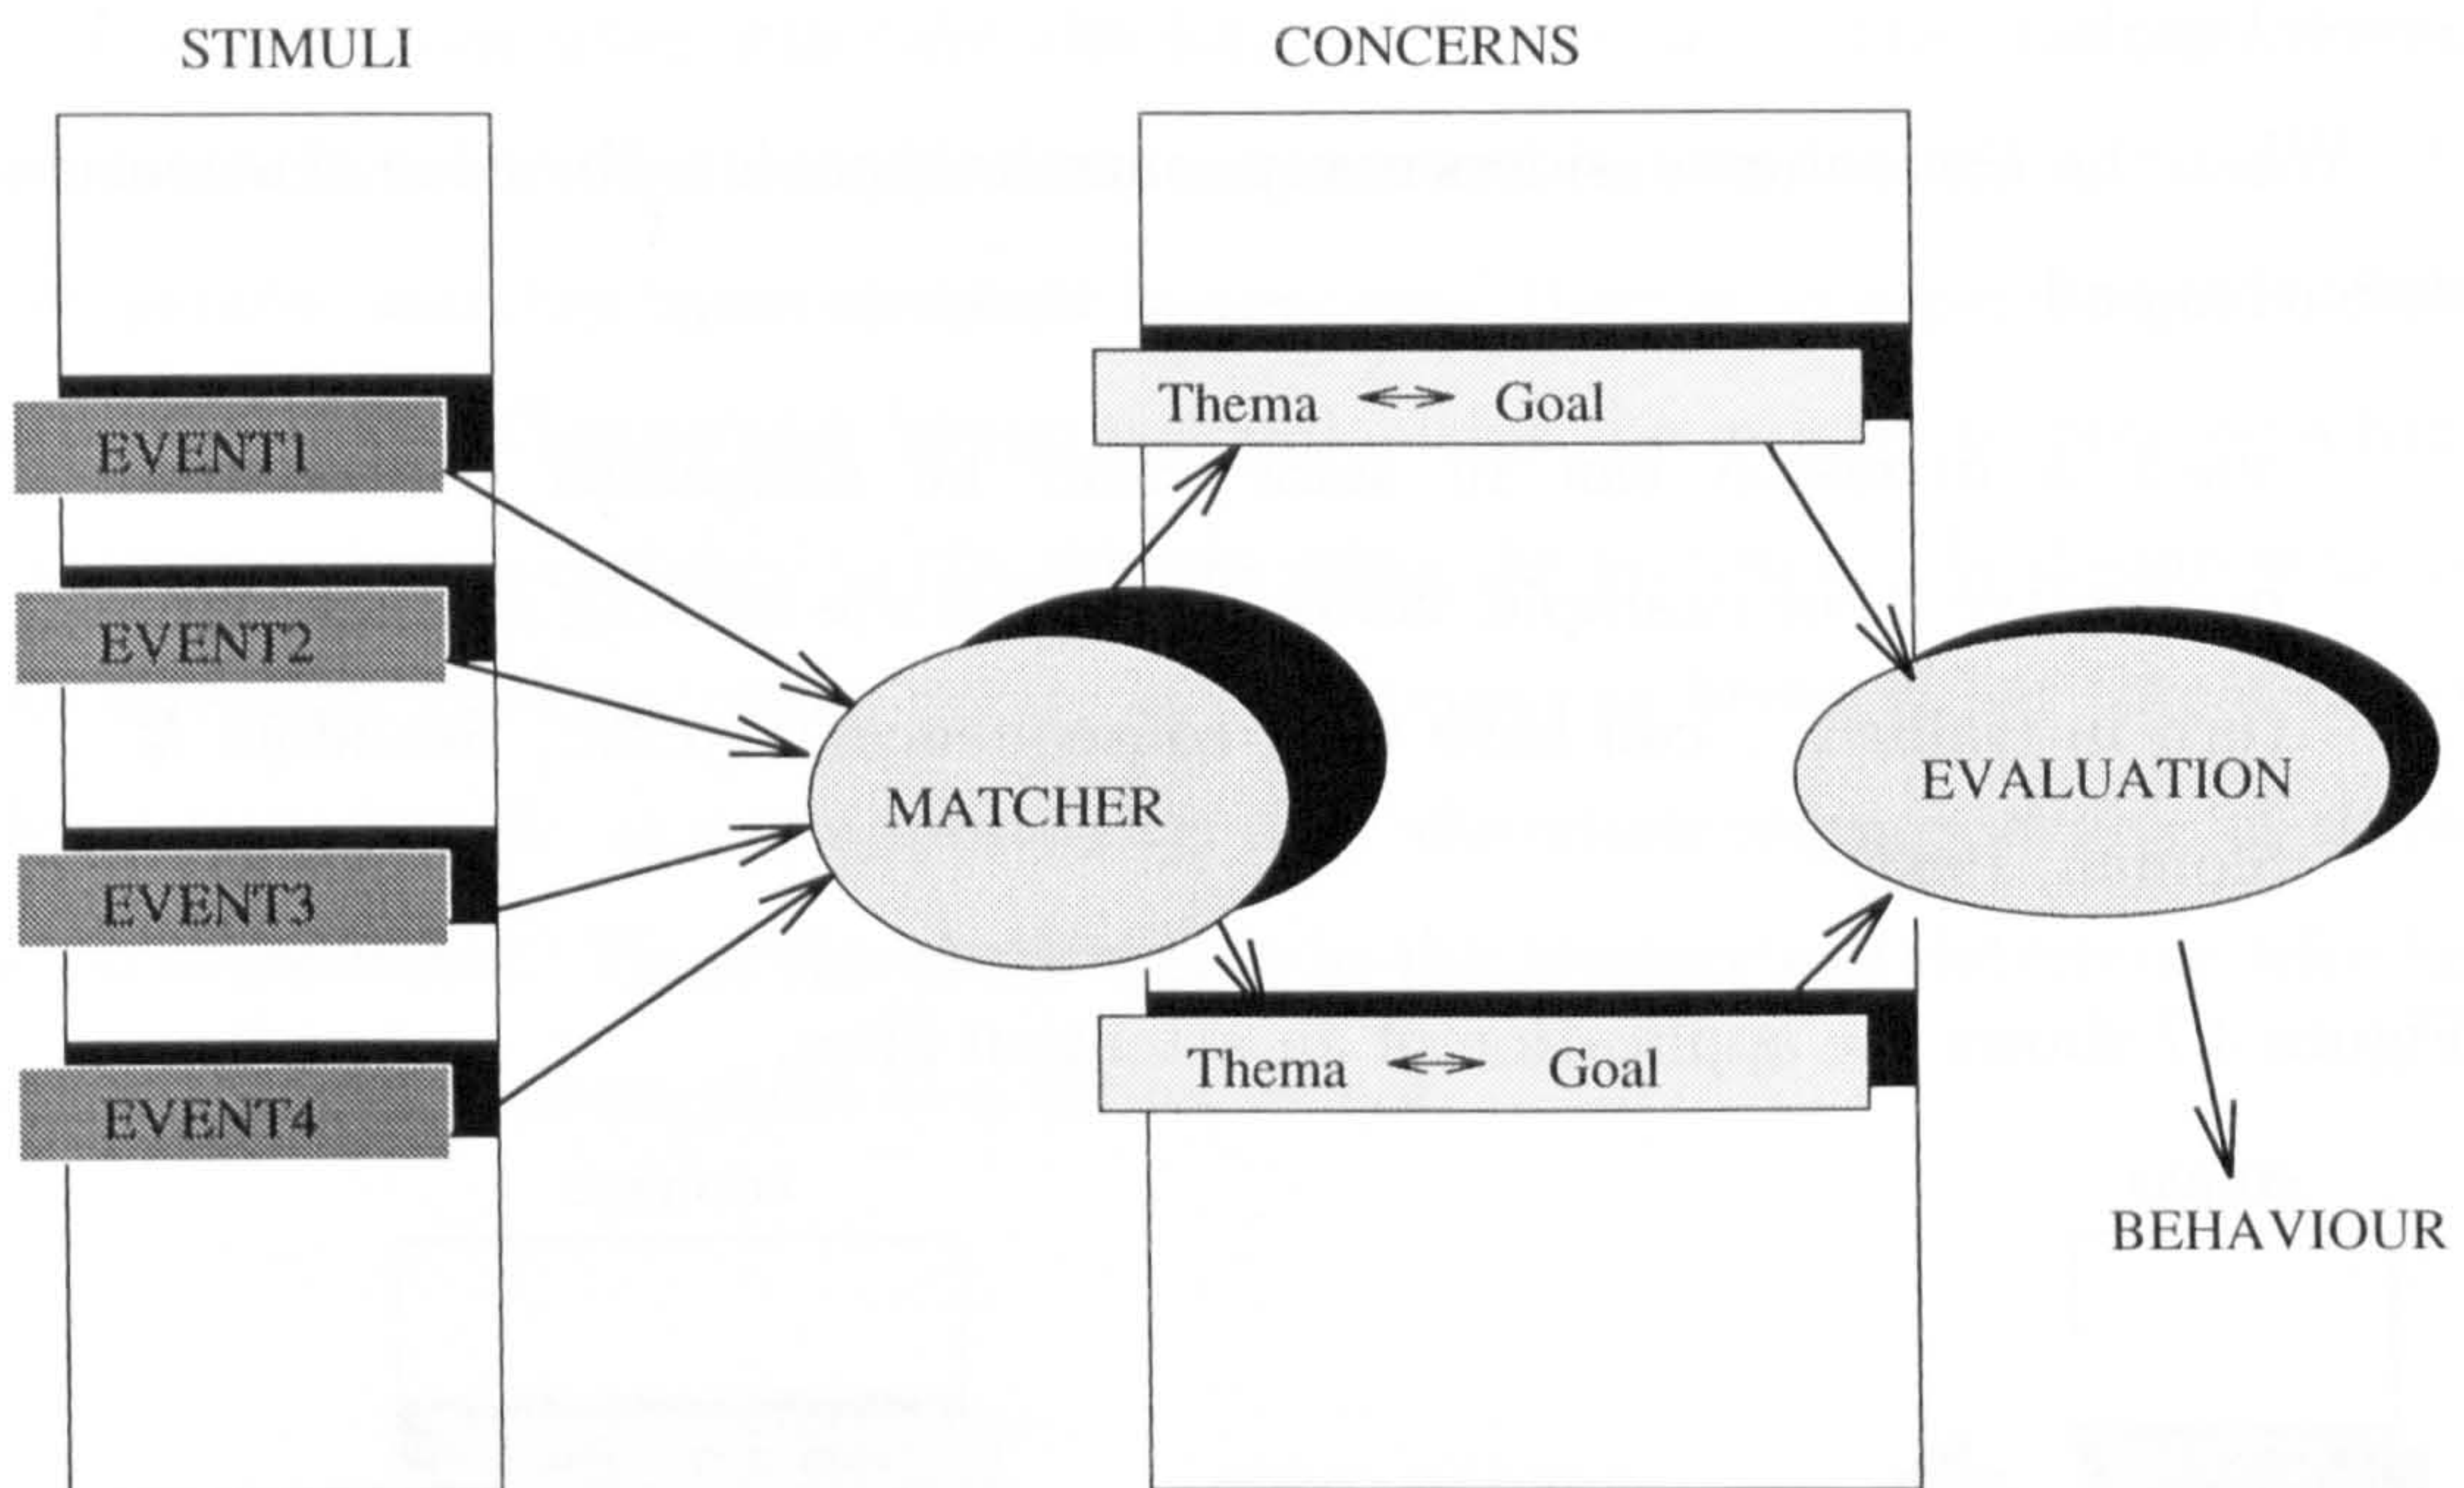 STIMULI
CONCERNS
EVENT1
EVENT2
EVENT3
EVENT4
MATCHER
Thema Goal
Thema Goal
EVALUATION
BEHAVIOUR